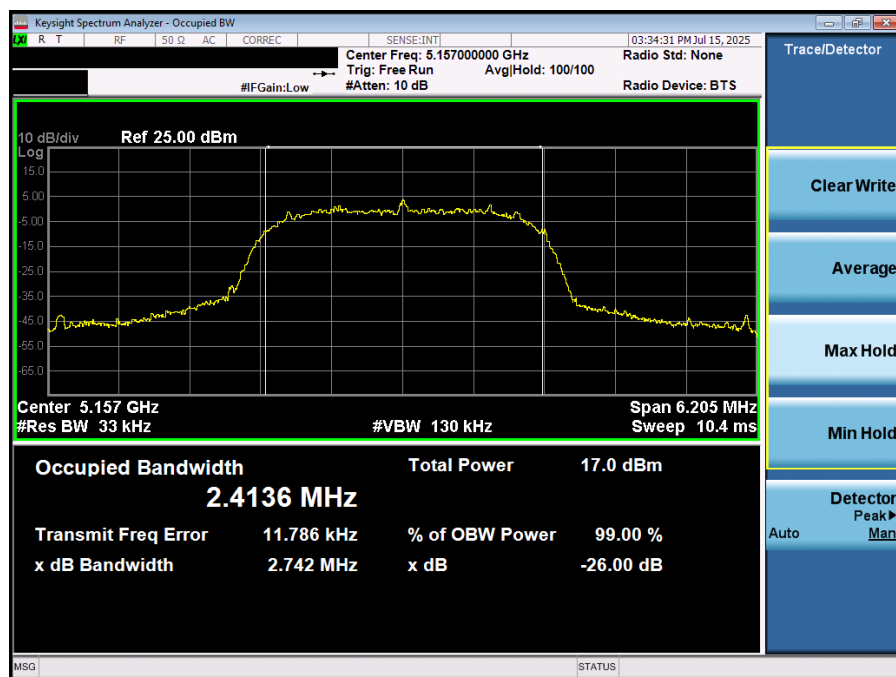 Keysight Spectrum Analyzer - Occupied BW
LXI R T RF 50 Ω AC CORREC SENSE:INT 03:34:31 PM Jul 15, 2025
Center Freq: 5.157000000 GHz Radio Std: None
Trig: Free Run Avg|Hold: 100/100
#IFGain:Low #Atten: 10 dB Radio Device: BTS
10 dB/div Ref 25.00 dBm
Log
15.0
5.00
-5.00
-15.0
-25.0
-35.0
-45.0
-55.0
-65.0
Center 5.157 GHz Span 6.205 MHz
#Res BW 33 kHz #VBW 130 kHz Sweep 10.4 ms
Occupied Bandwidth Total Power 17.0 dBm
2.4136 MHz
Transmit Freq Error 11.786 kHz % of OBW Power 99.00 %
x dB Bandwidth 2.742 MHz x dB -26.00 dB
MSG STATUS
Trace/Detector
Clear Write
Average
Max Hold
Min Hold
Detector
Peak▶
Auto Man